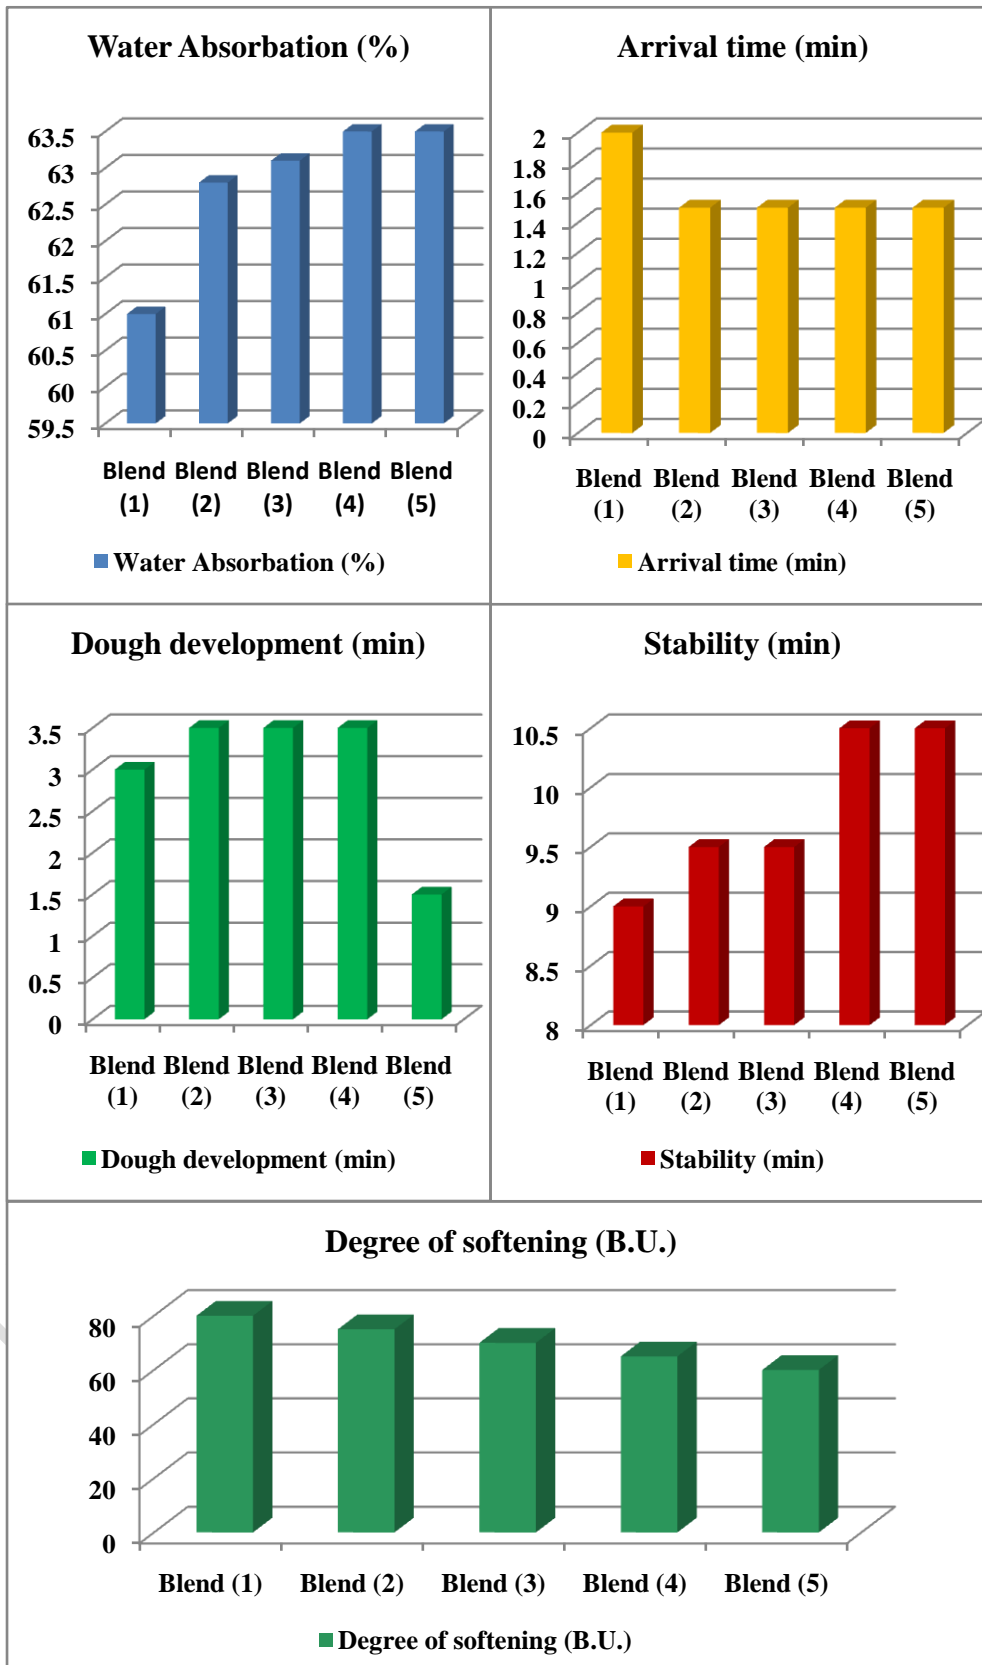 Water Absorbation (%)
63.5
63
62.5
62
61.5
61
60.5
60
59.5
Blend Blend Blend Blend Blend
(1) (2) (3) (4) (5)
Water Absorbation (%)
Arrival time (min)
2
1.8
1.6
1.4
1.2
1
0.8
0.6
0.4
0.2
0
Blend Blend Blend Blend Blend
(1) (2) (3) (4) (5)
Arrival time (min)
Dough development (min)
3.5
3
2.5
2
1.5
1
0.5
0
Blend Blend Blend Blend Blend
(1) (2) (3) (4) (5)
Dough development (min)
Stability (min)
10.5
10
9.5
9
8.5
8
Blend Blend Blend Blend Blend
(1) (2) (3) (4) (5)
Stability (min)
Degree of softening (B.U.)
80
60
40
20
0
Blend (1) Blend (2) Blend (3) Blend (4) Blend (5)
Degree of softening (B.U.)